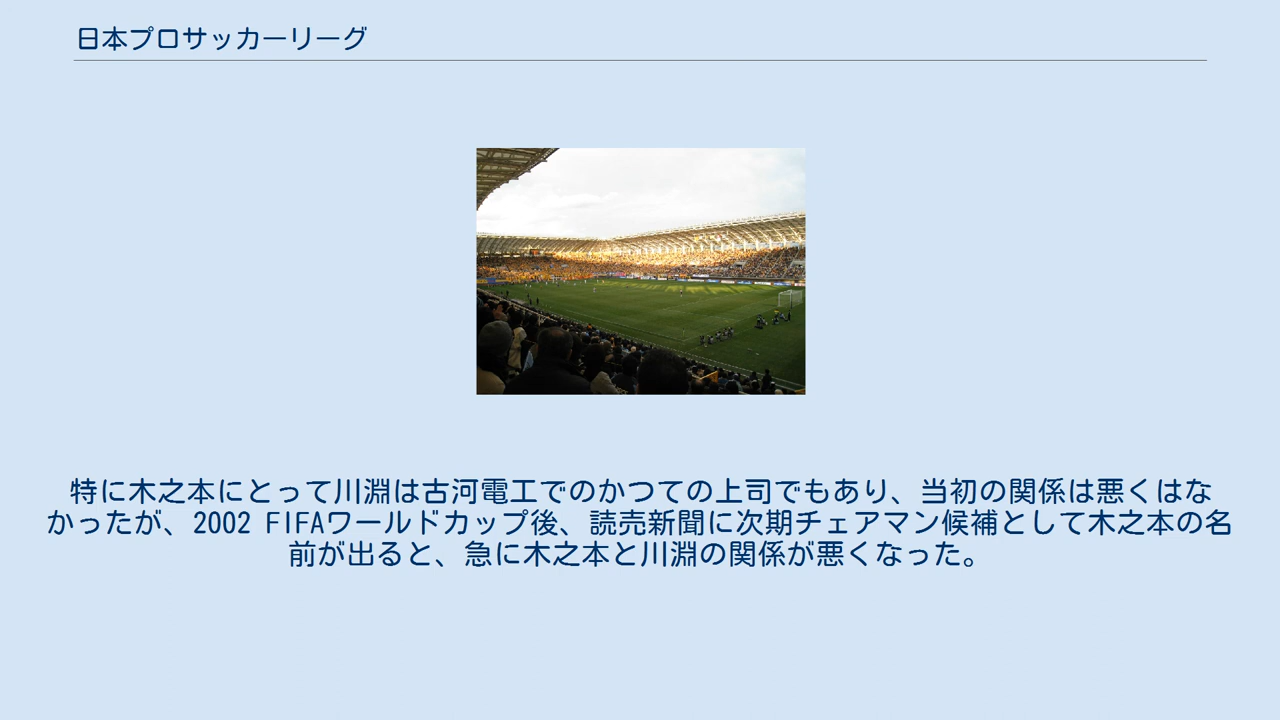 日本プロサッカーリーグ
特に木之本にとって川淵は古河電工でのかつての上司でもあり、当初の関係は悪くはな
かったが、2002 FIFAワールドカップ後、読売新聞に次期チェアマン候補として木之本の名
前が出ると、急に木之本と川淵の関係が悪くなった。